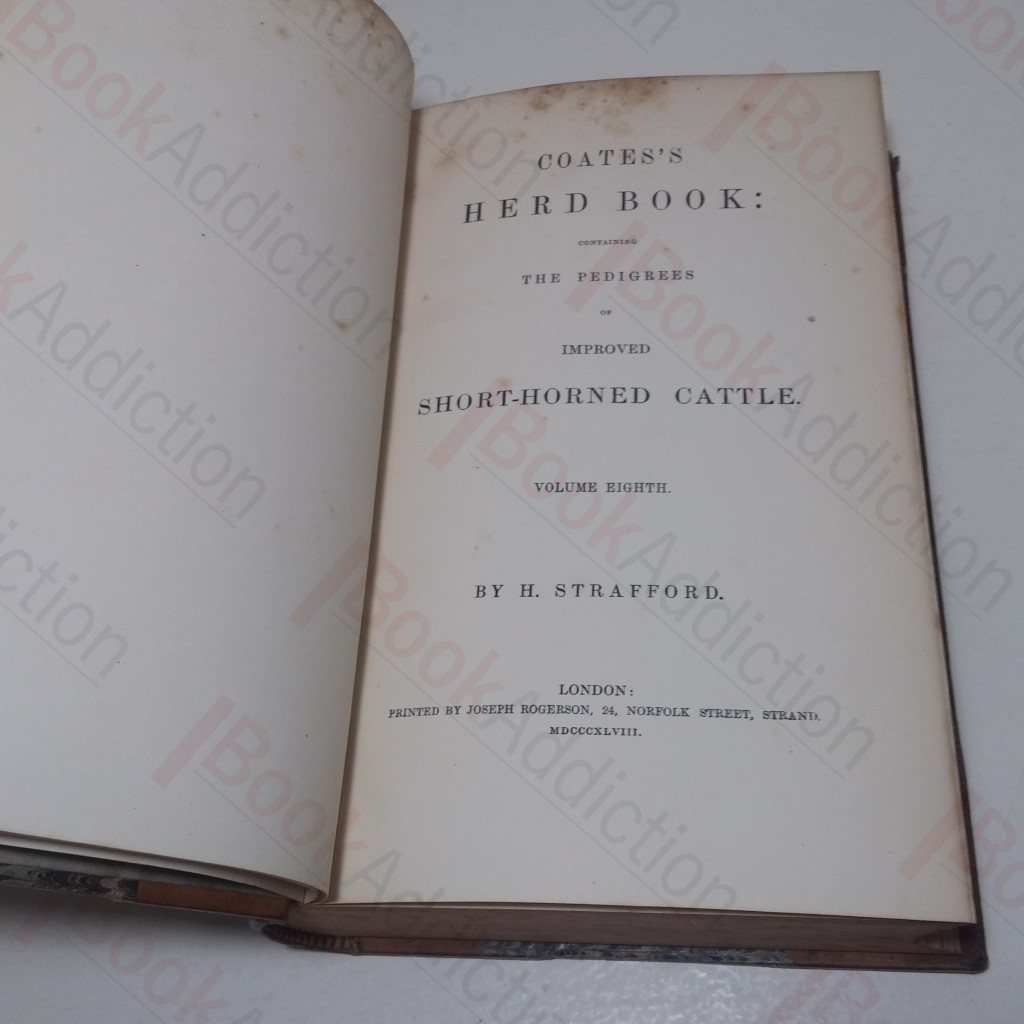 COATES'S
HERD BOOK:
CONTAINING
THE PEDIGREES
OF
IMPROVED
SHORT-HORNED CATTLE.
VOLUME EIGHTH.
BY H. STRAFFORD.
LONDON:
PRINTED BY JOSEPH ROGERSON, 24, NORFOLK STREET, STRAND.
MDCCCXLVIII.
BookAddiction